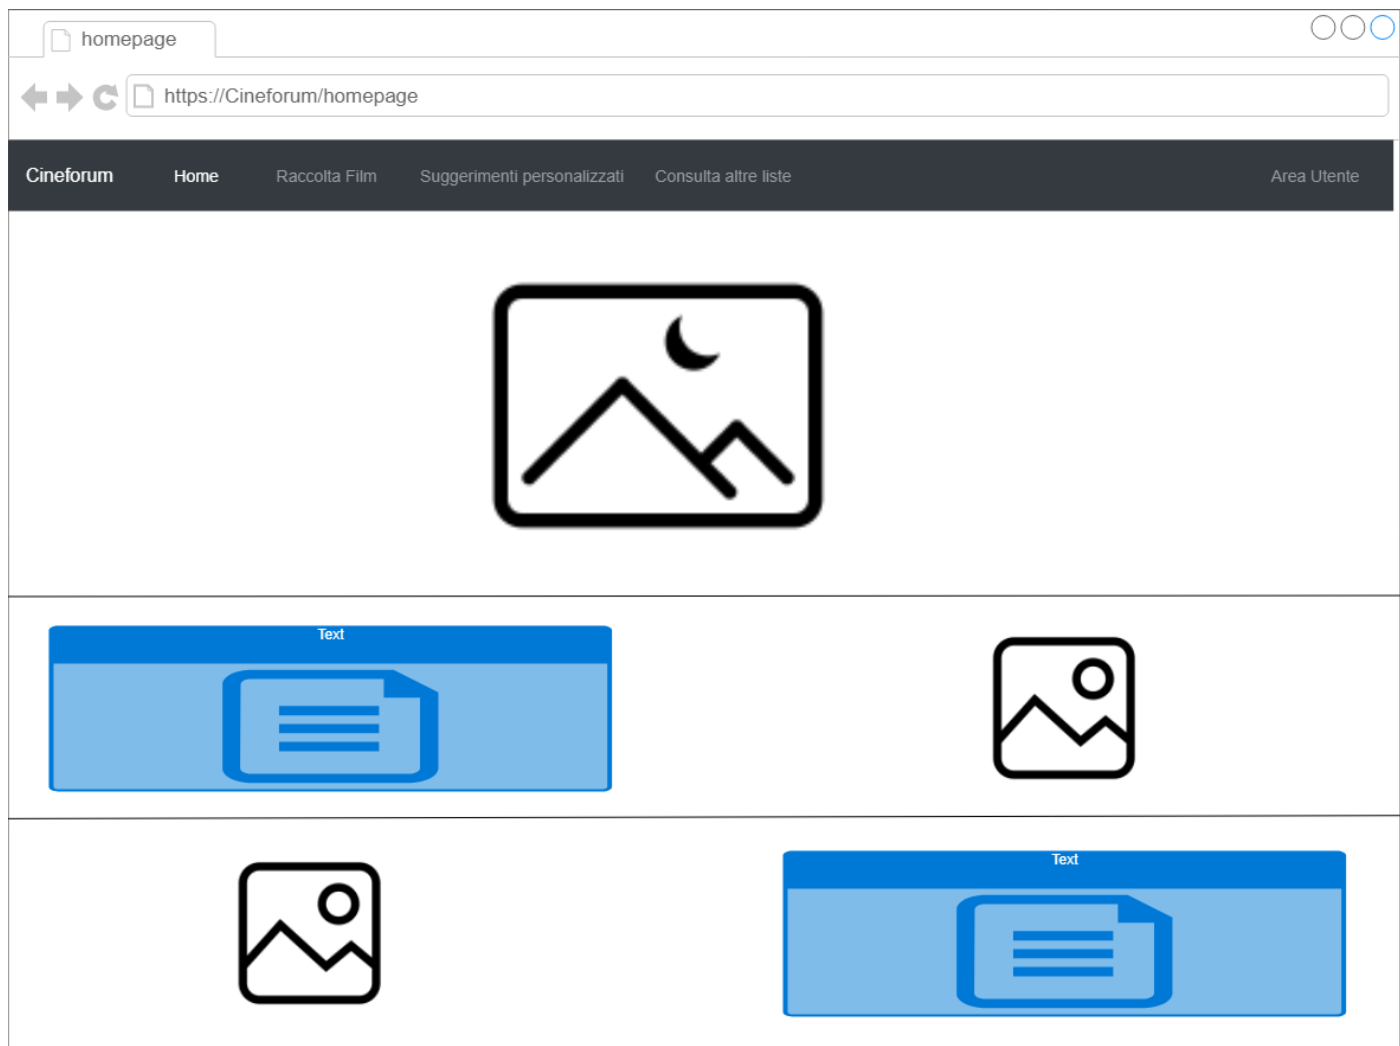 homepage
https://Cineforum/homepage
Cineforum Home Raccolta Film Suggerimenti personalizzati Consulta altre liste Area Utente
Text
Text